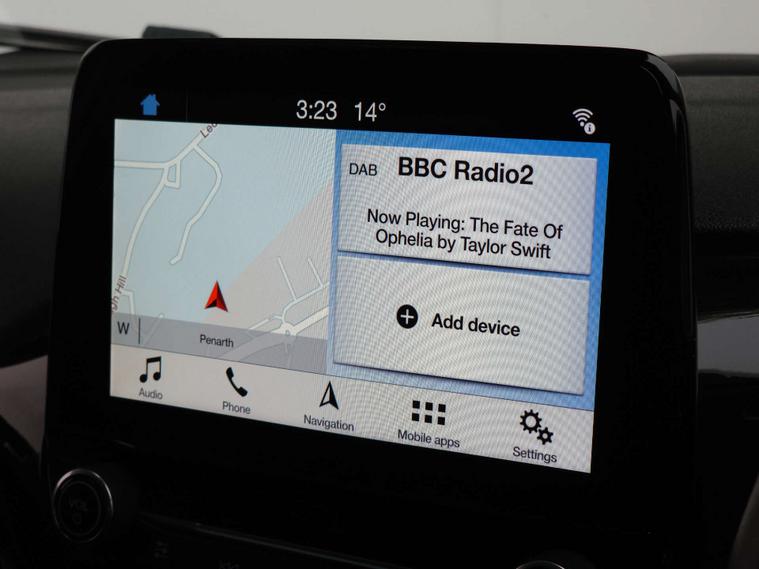 3:23 14°
DAB
BBC Radio2
Now Playing: The Fate Of
Ophelia by Taylor Swift
Add device
W
Penarth
Audio
Phone
Navigation
Mobile apps
Settings
VOL